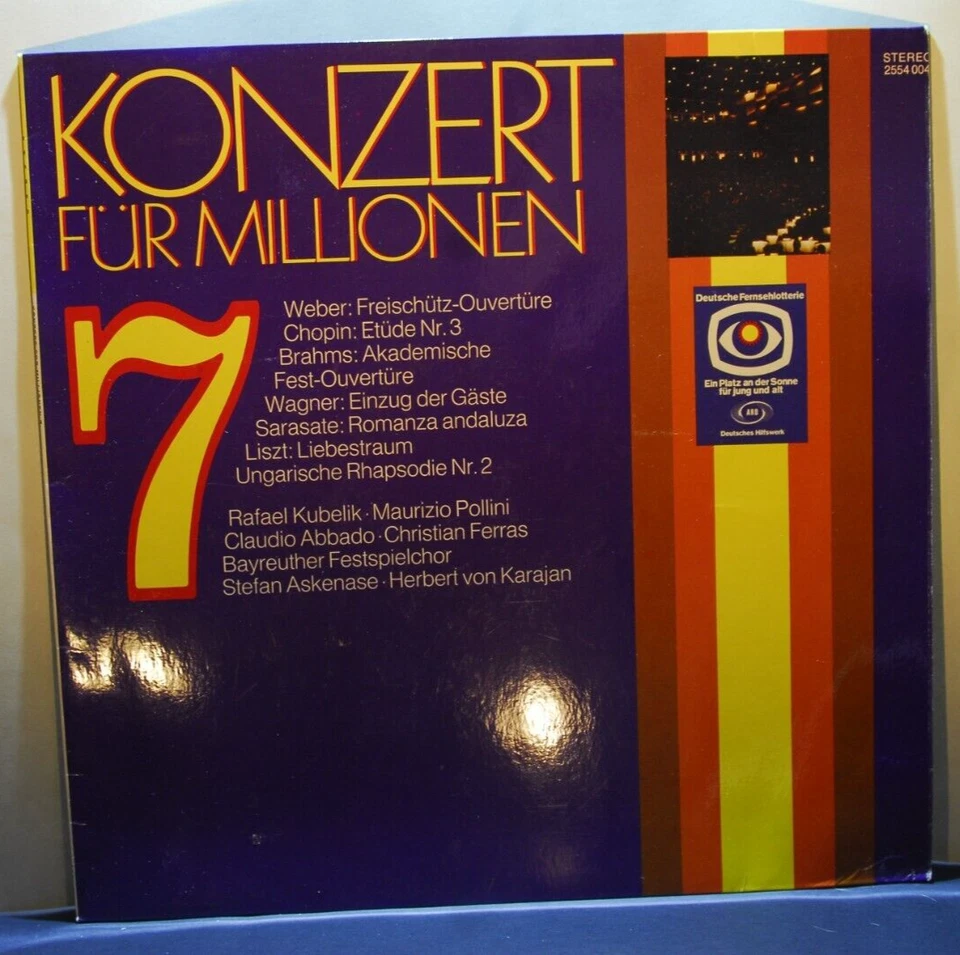 KONZERT
FÜR MILLIONEN
STEREO
2554 004
7
Weber: Freischütz-Ouvertüre
Chopin: Etüde Nr. 3
Brahms: Akademische
Fest-Ouvertüre
Wagner: Einzug der Gäste
Sarasate: Romanza andaluza
Liszt: Liebestraum
Ungarische Rhapsodie Nr. 2
Rafael Kubelik · Maurizio Pollini
Claudio Abbado · Christian Ferras
Bayreuther Festspielchor
Stefan Askenase · Herbert von Karajan
Deutsche Fernsehlotterie
Ein Platz an der Sonne
für jung und alt
ARD
Deutsches Hilfswerk